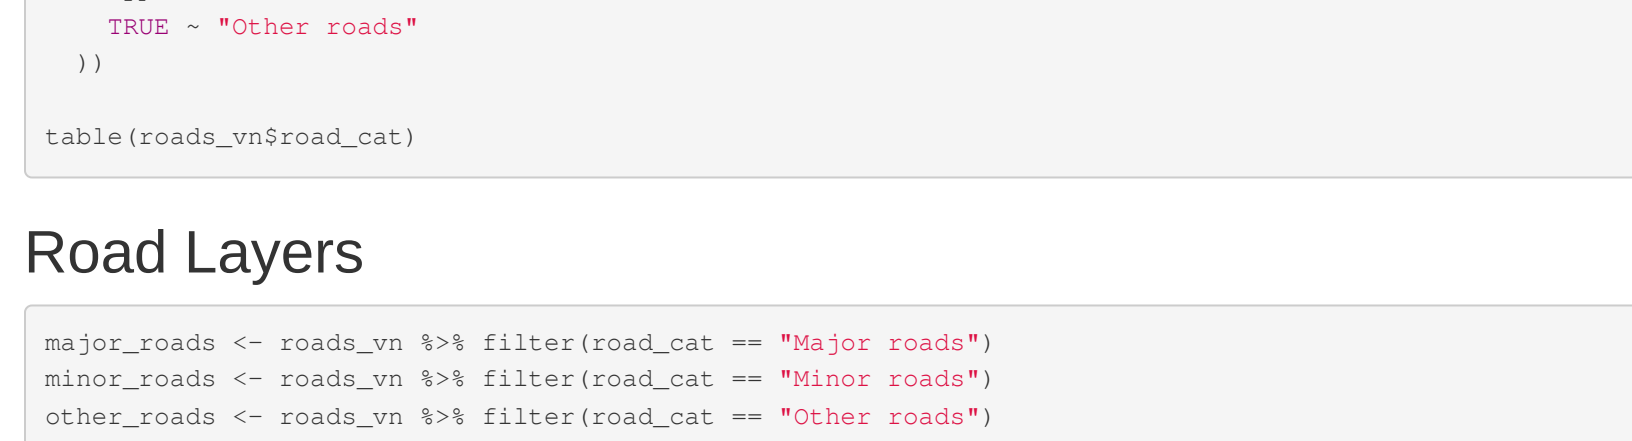 TRUE ~ "Other roads"
))
table(roads_vn$road_cat)
Road Layers
major_roads <- roads_vn %>% filter(road_cat == "Major roads")
minor_roads <- roads_vn %>% filter(road_cat == "Minor roads")
other_roads <- roads_vn %>% filter(road_cat == "Other roads")